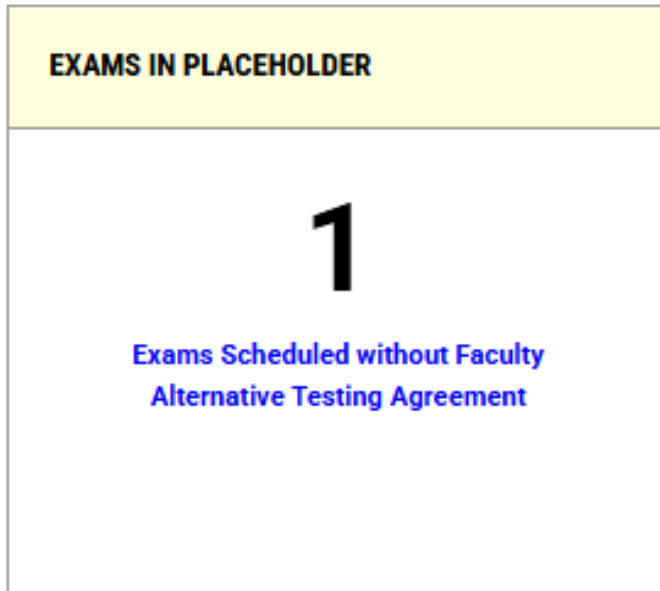 EXAMS IN PLACEHOLDER
1
Exams Scheduled without Faculty
Alternative Testing Agreement